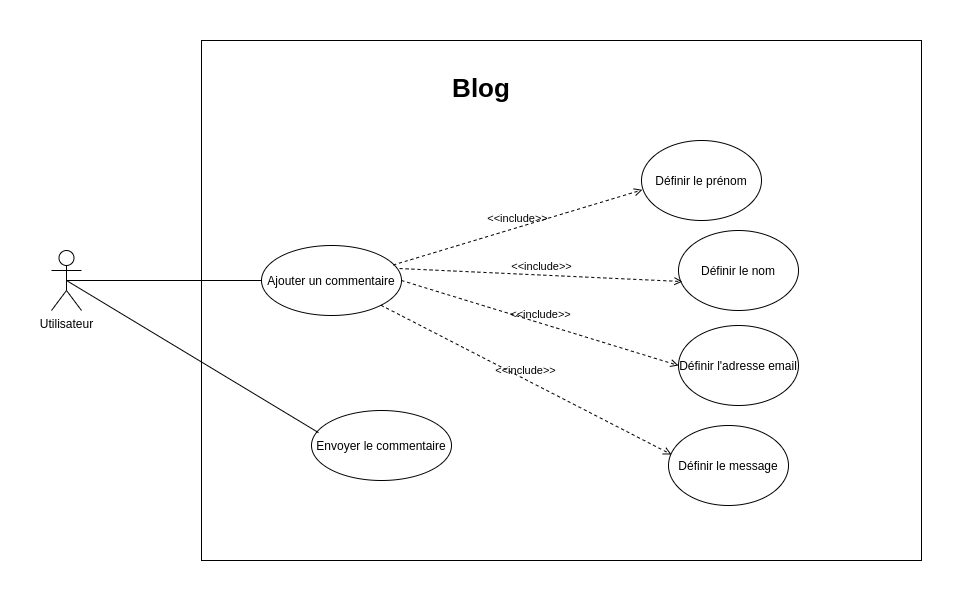 Blog
Définir le prénom
<<include>>
<<include>>
Définir le nom
Ajouter un commentaire
<<include>>
Utilisateur
Définir l'adresse email
<<include>>
Envoyer le commentaire
Définir le message